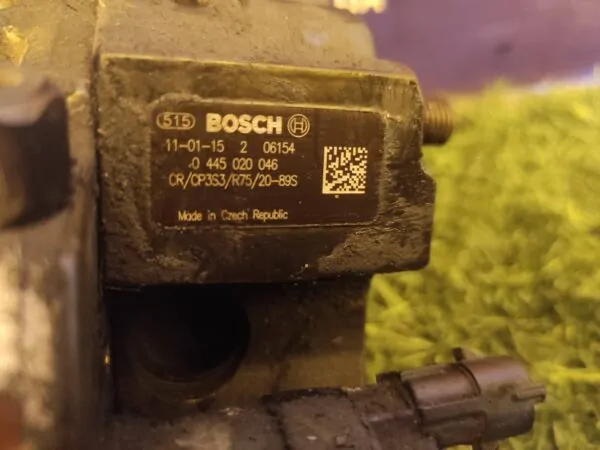 515 BOSCH
11-01-15 2 06154
0 445 020 046
CR/CP3S3/R75/20-89S
Made in Czech Republic